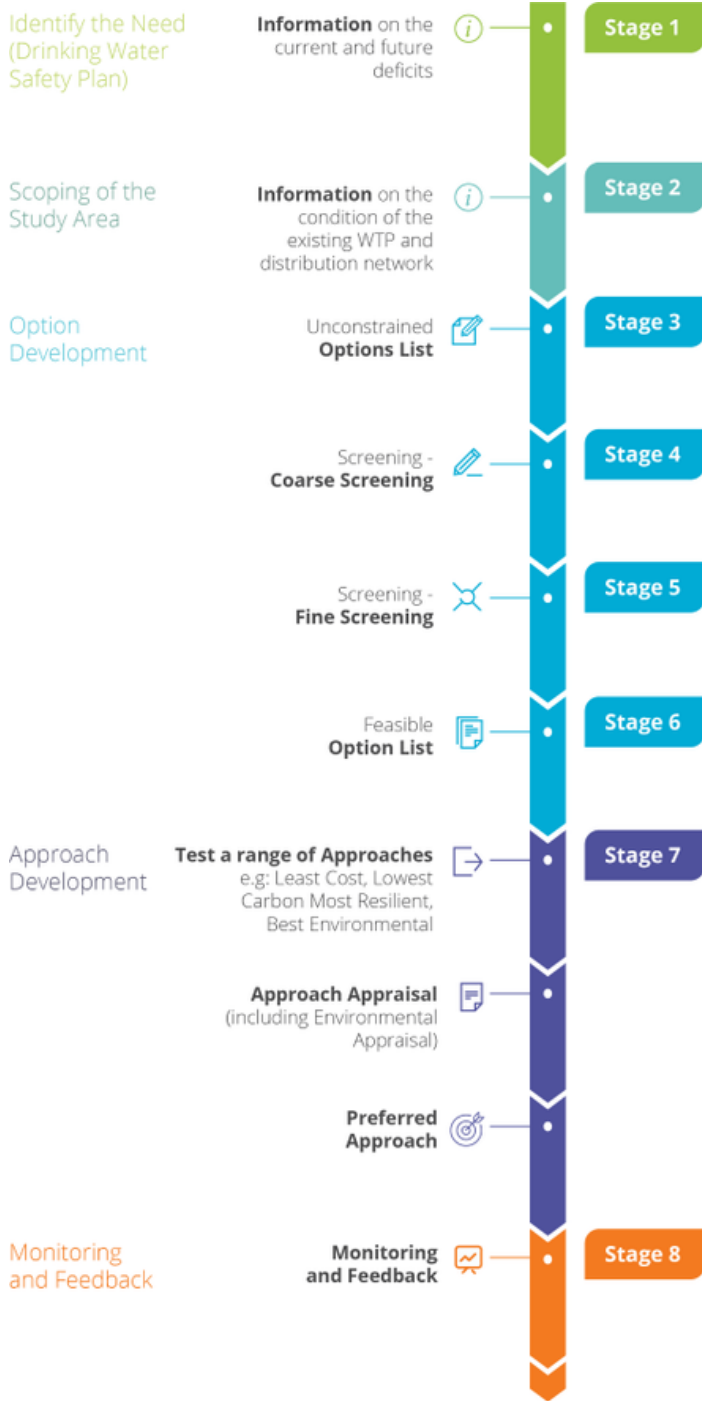 Identify the Need
(Drinking Water
Safety Plan)
Information on the
current and future
deficits
i
Stage 1
Scoping of the
Study Area
Information on the
condition of the
existing WTP and
distribution network
i
Stage 2
Option
Development
Unconstrained
Options List
Stage 3
Screening -
Coarse Screening
Stage 4
Screening -
Fine Screening
Stage 5
Feasible
Option List
Stage 6
Approach
Development
Test a range of Approaches
e.g: Least Cost, Lowest
Carbon Most Resilient,
Best Environmental
Stage 7
Approach Appraisal
(including Environmental
Appraisal)
Preferred
Approach
Monitoring
and Feedback
Monitoring
and Feedback
Stage 8